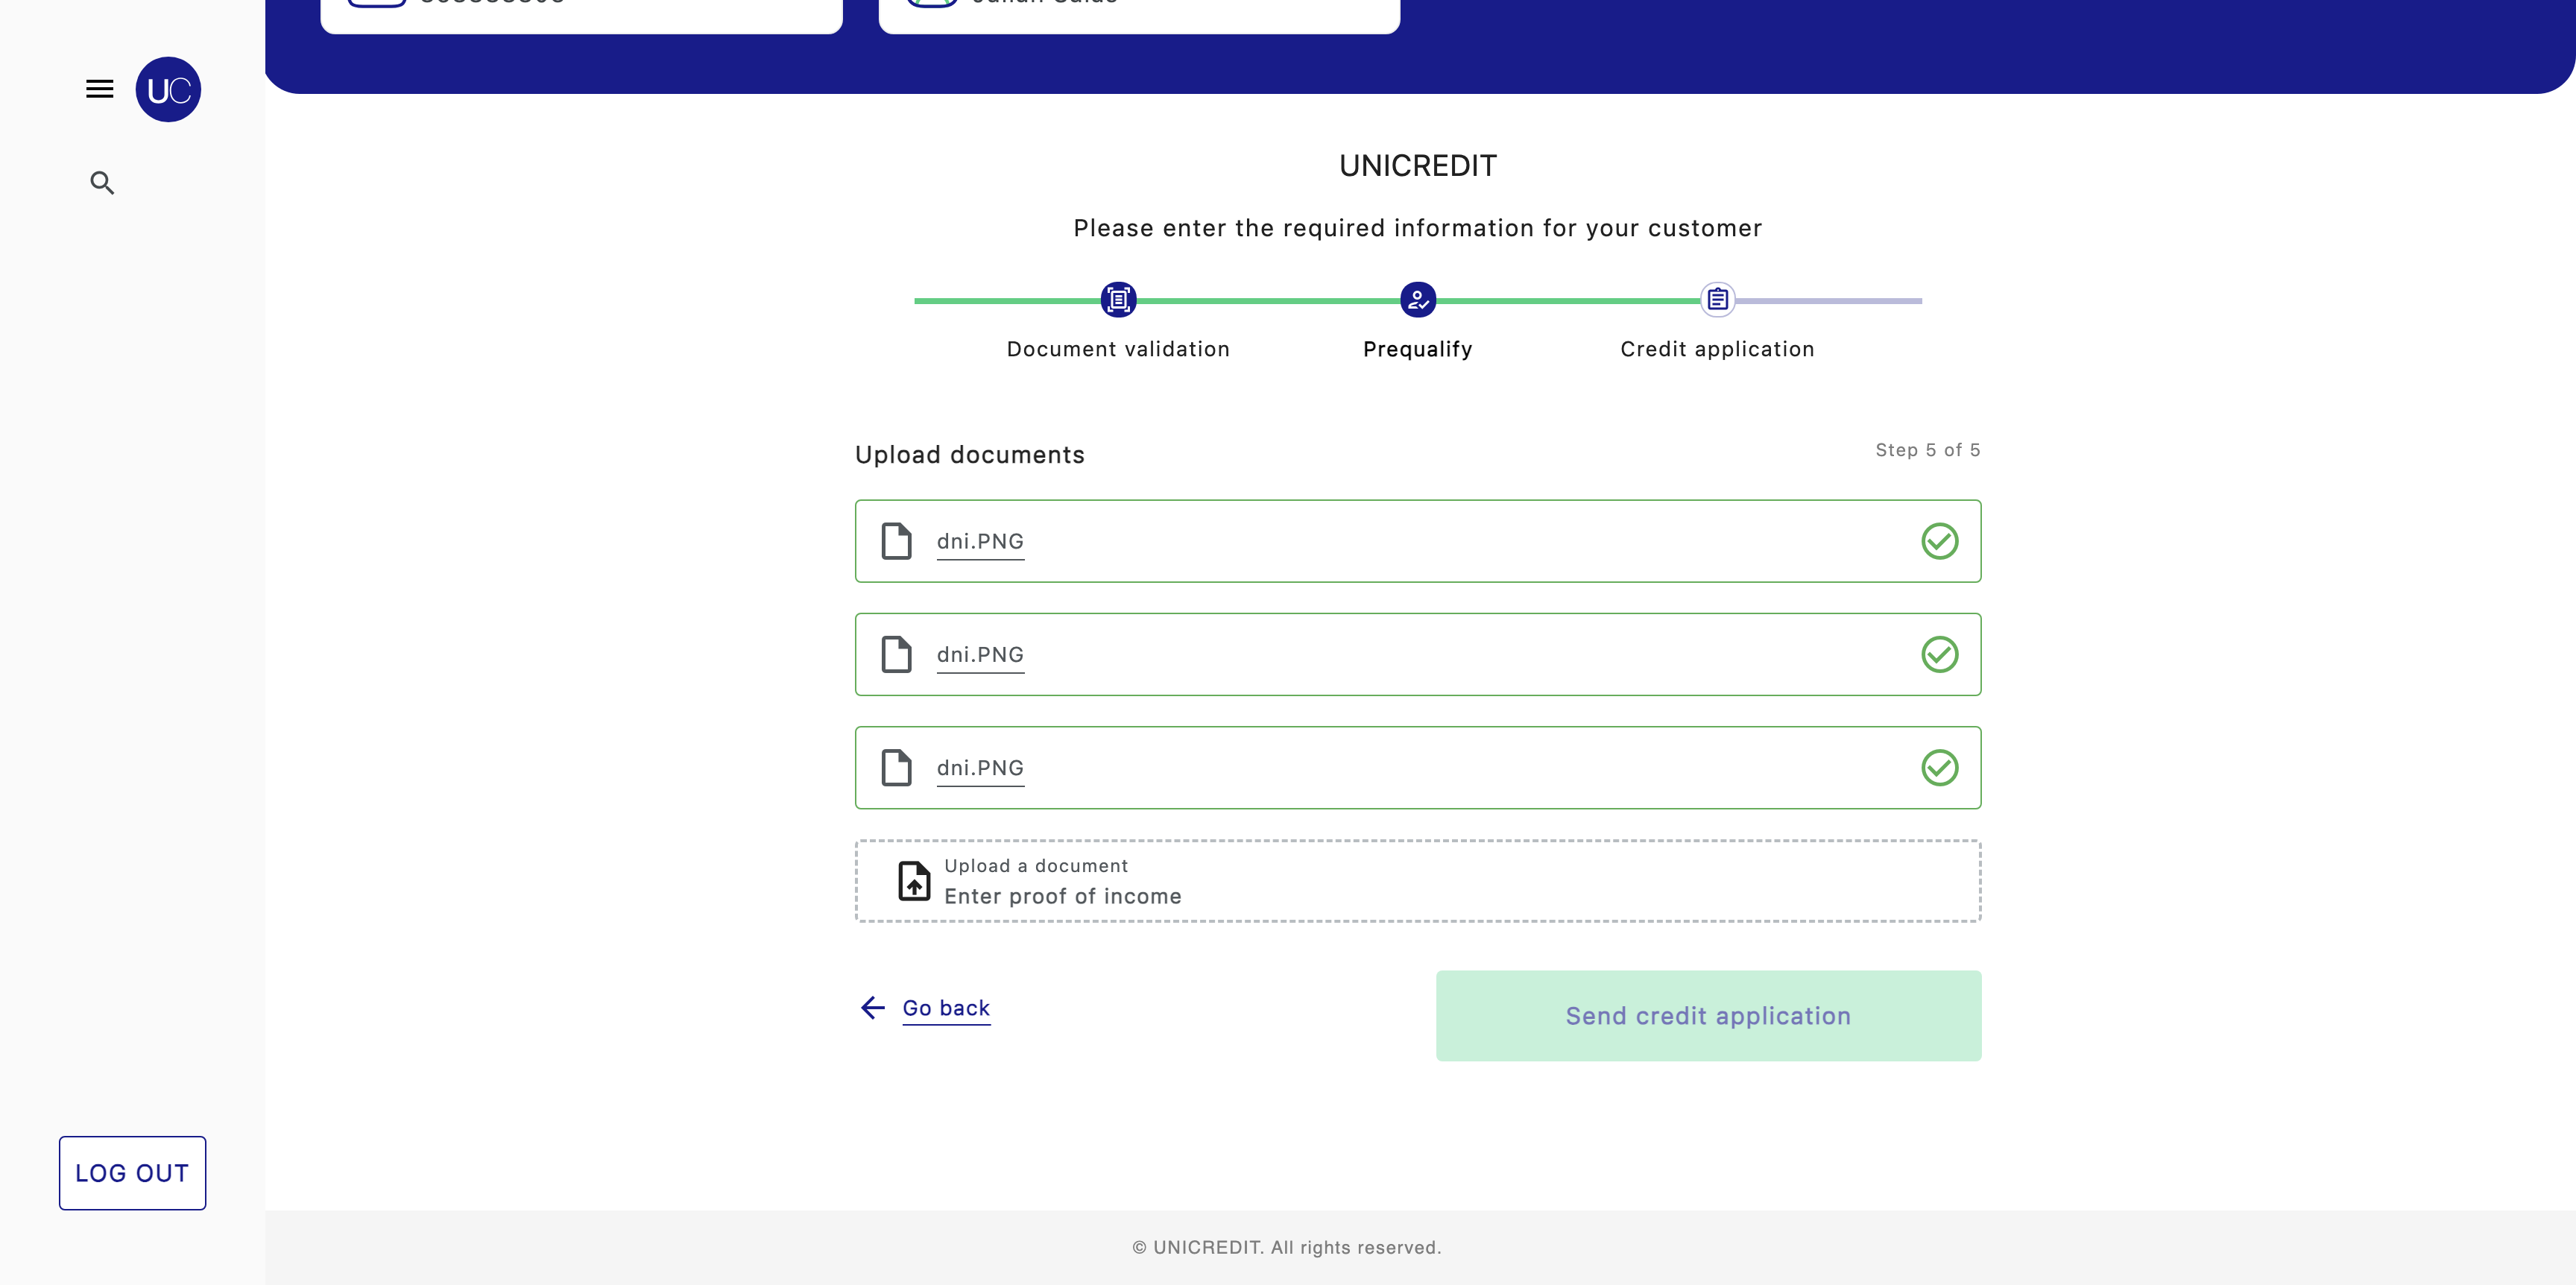 UC
UNICREDIT
Please enter the required information for your customer
Document validation
Prequalify
Credit application
Upload documents
Step 5 of 5
dni.PNG
dni.PNG
dni.PNG
Upload a document
Enter proof of income
Go back
Send credit application
LOG OUT
© UNICREDIT. All rights reserved.